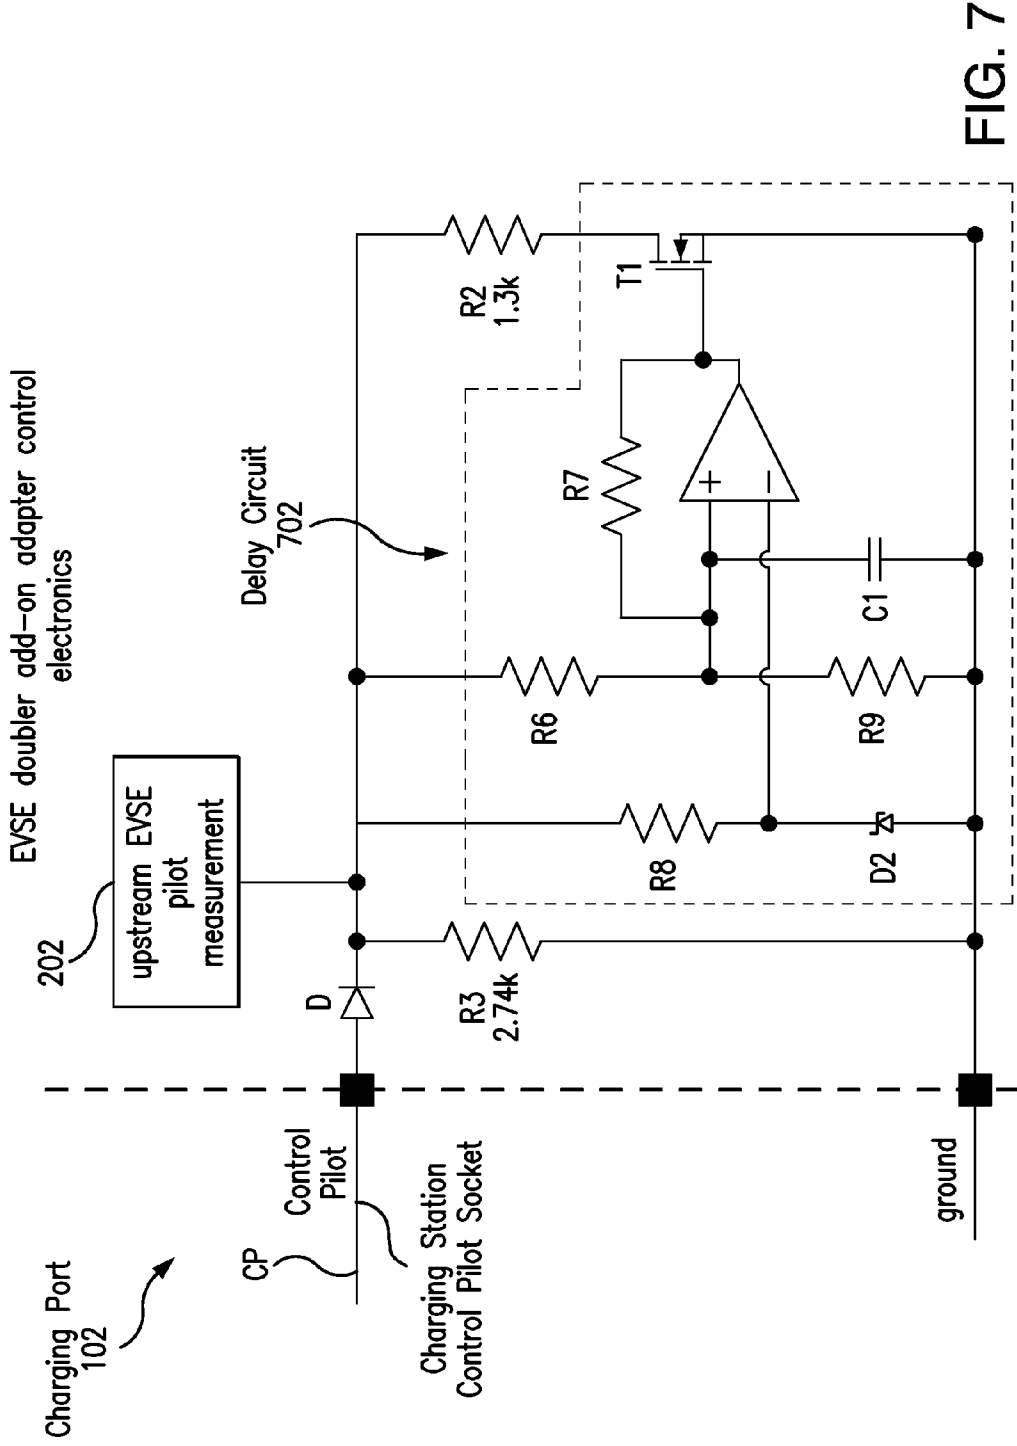 EVSE doubler add-on adapter control
electronics
Charging Port
102
202
upstream EVSE
pilot
measurement
Delay Circuit
702
CP
Control
Pilot
Charging Station
Control Pilot Socket
D
R3
2.74k
R2
1.3k
R8
R6
R7
T1
+
−
D2
R9
C1
ground
FIG. 7